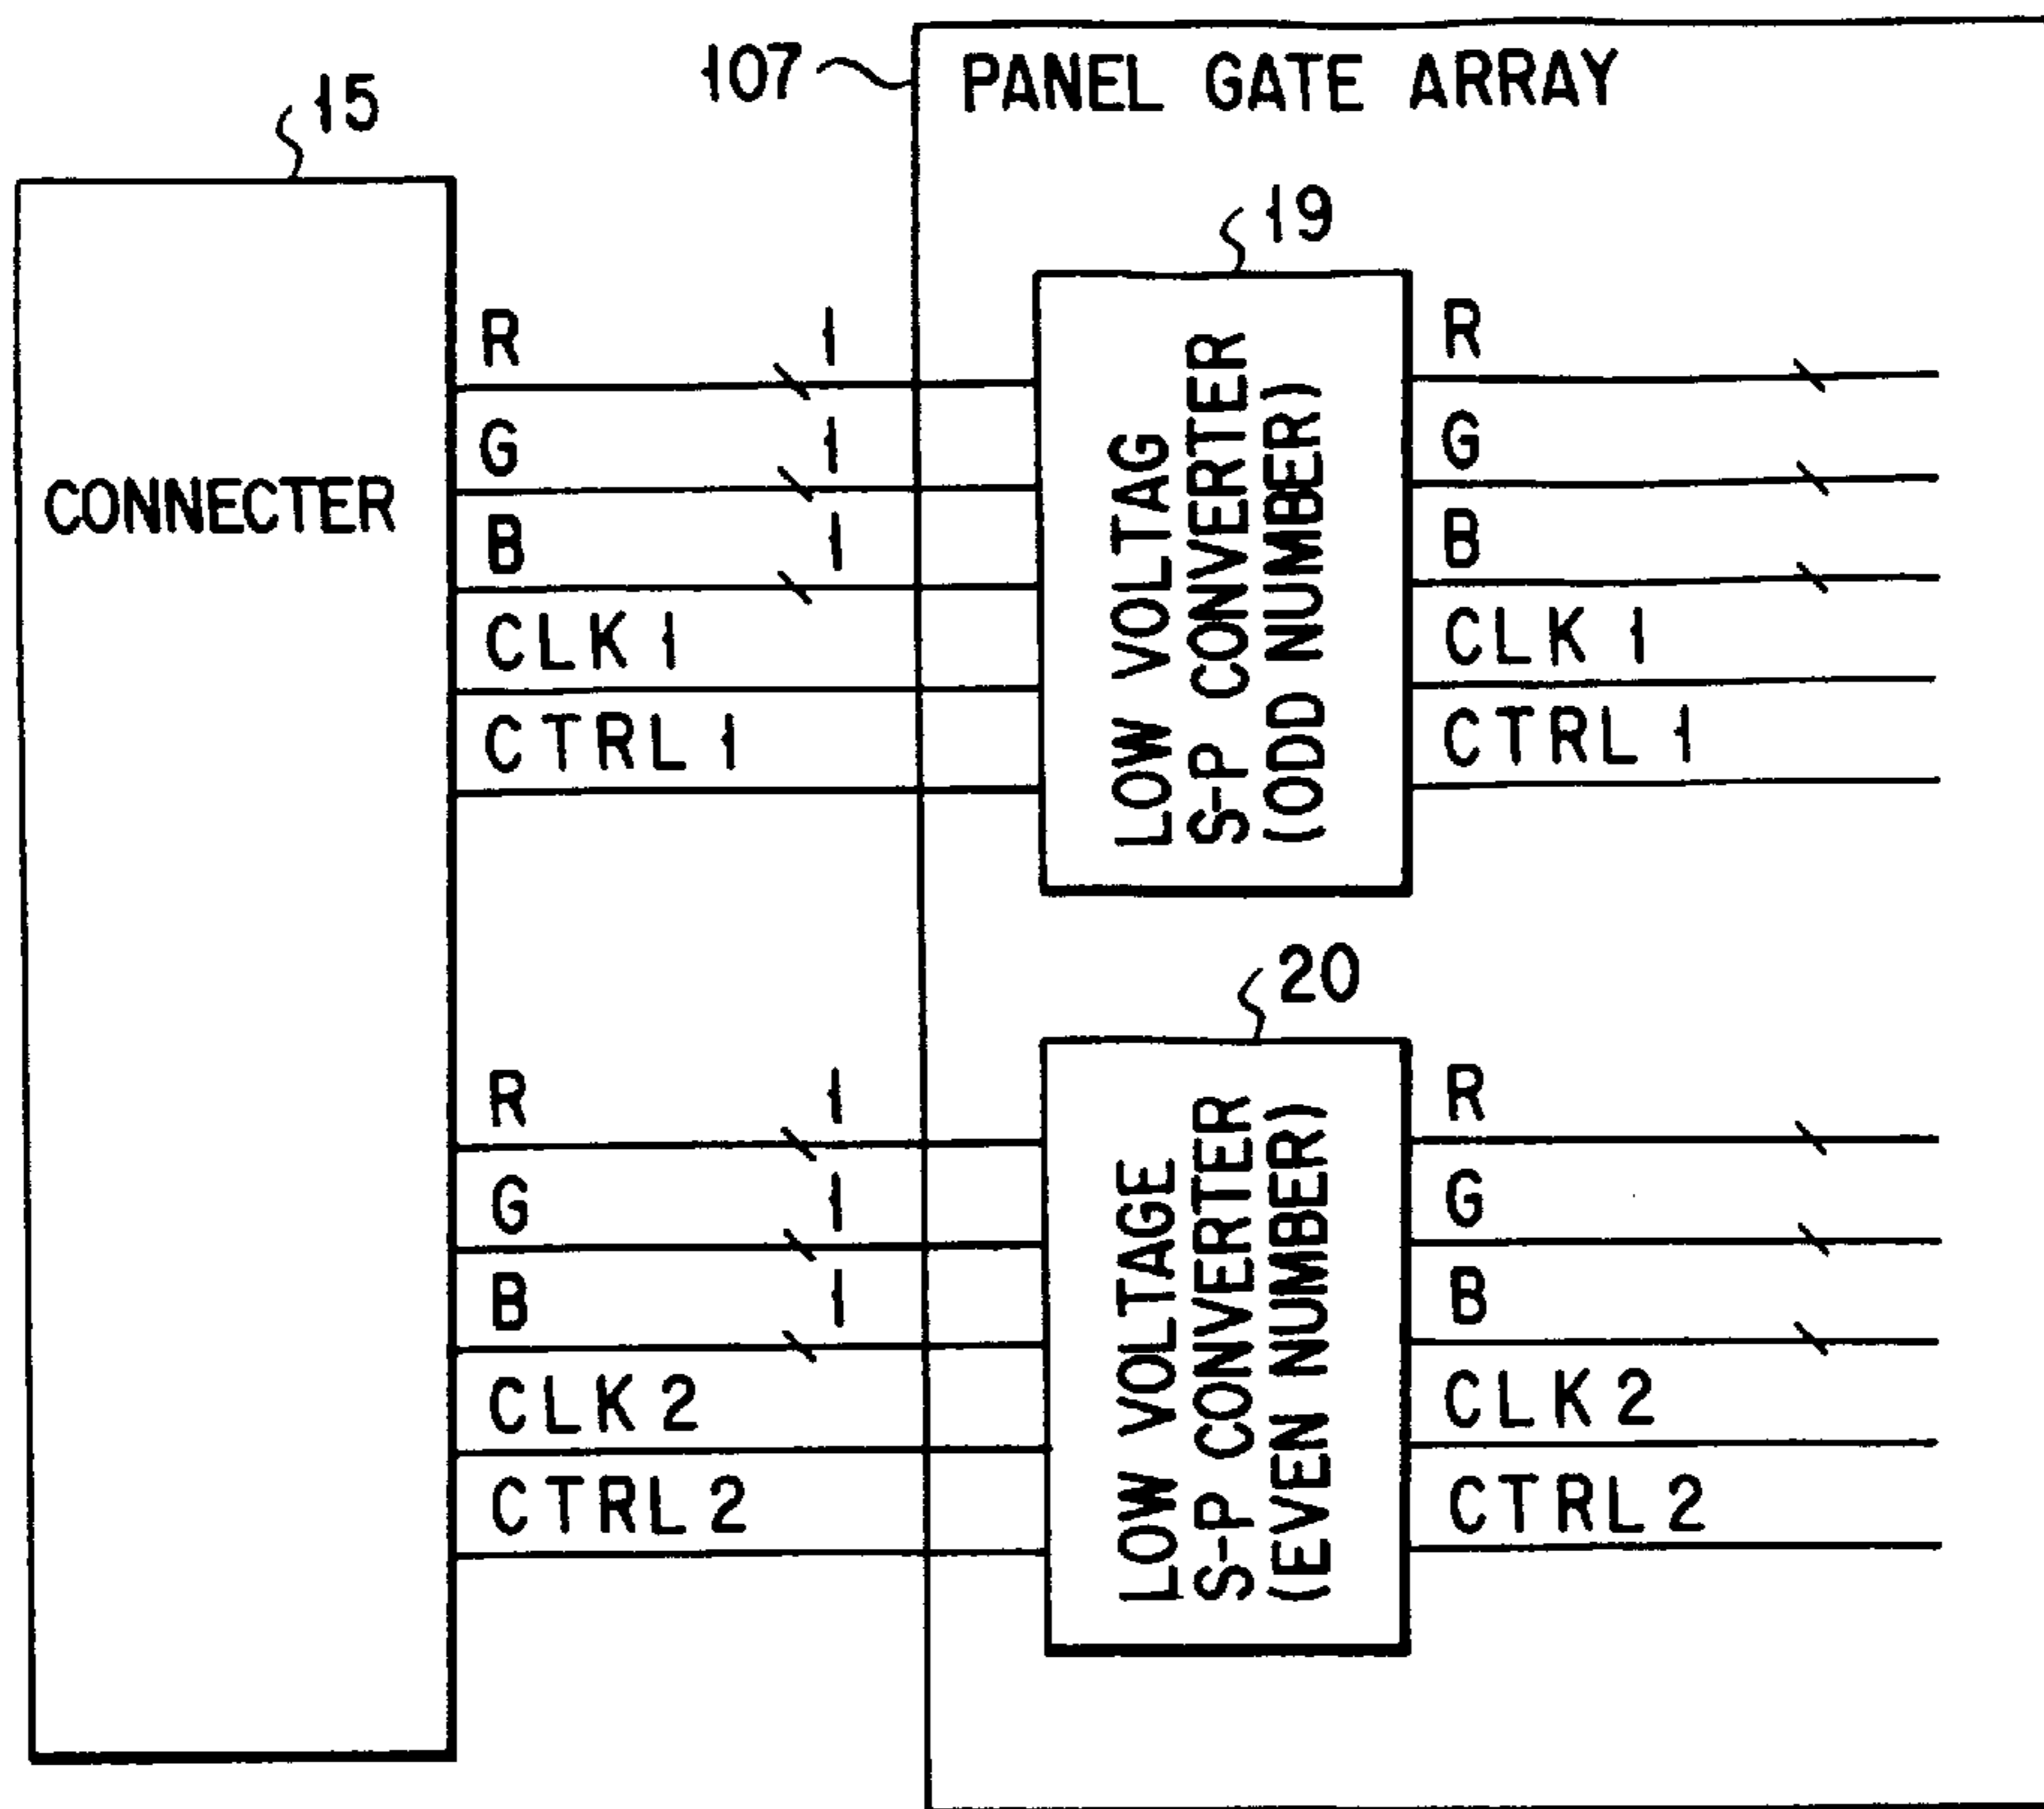 107
PANEL GATE ARRAY
15
CONNECTER
19
R 1
G 1
B 1
CLK 1
CTRL 1
LOW VOLTAG
S-P CONVERTER
(ODD NUMBER)
R
G
B
CLK 1
CTRL 1
20
R 1
G 1
B 1
CLK 2
CTRL 2
LOW VOLTAGE
S-P CONVERTER
(EVEN NUMBER)
R
G
B
CLK 2
CTRL 2